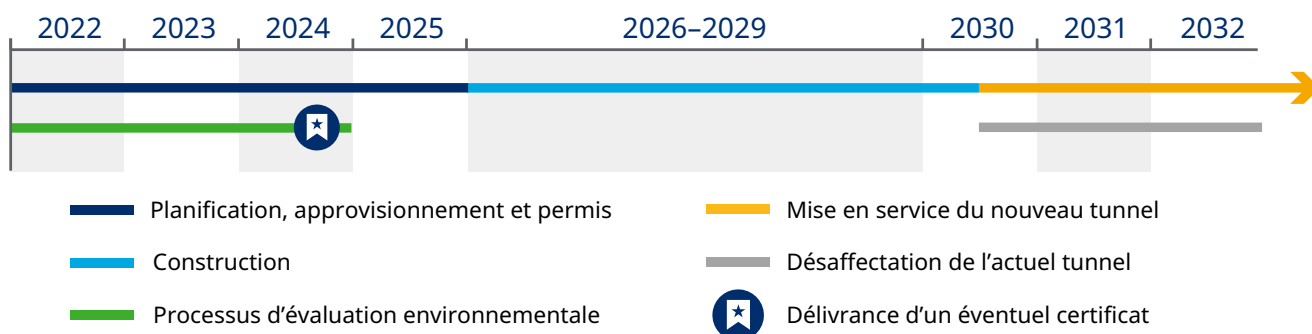 2022 2023 2024 2025 2026–2029 2030 2031 2032
Planification, approvisionnement et permis
Construction
Processus d’évaluation environnementale
Mise en service du nouveau tunnel
Désaffectation de l’actuel tunnel
Délivrance d’un éventuel certificat